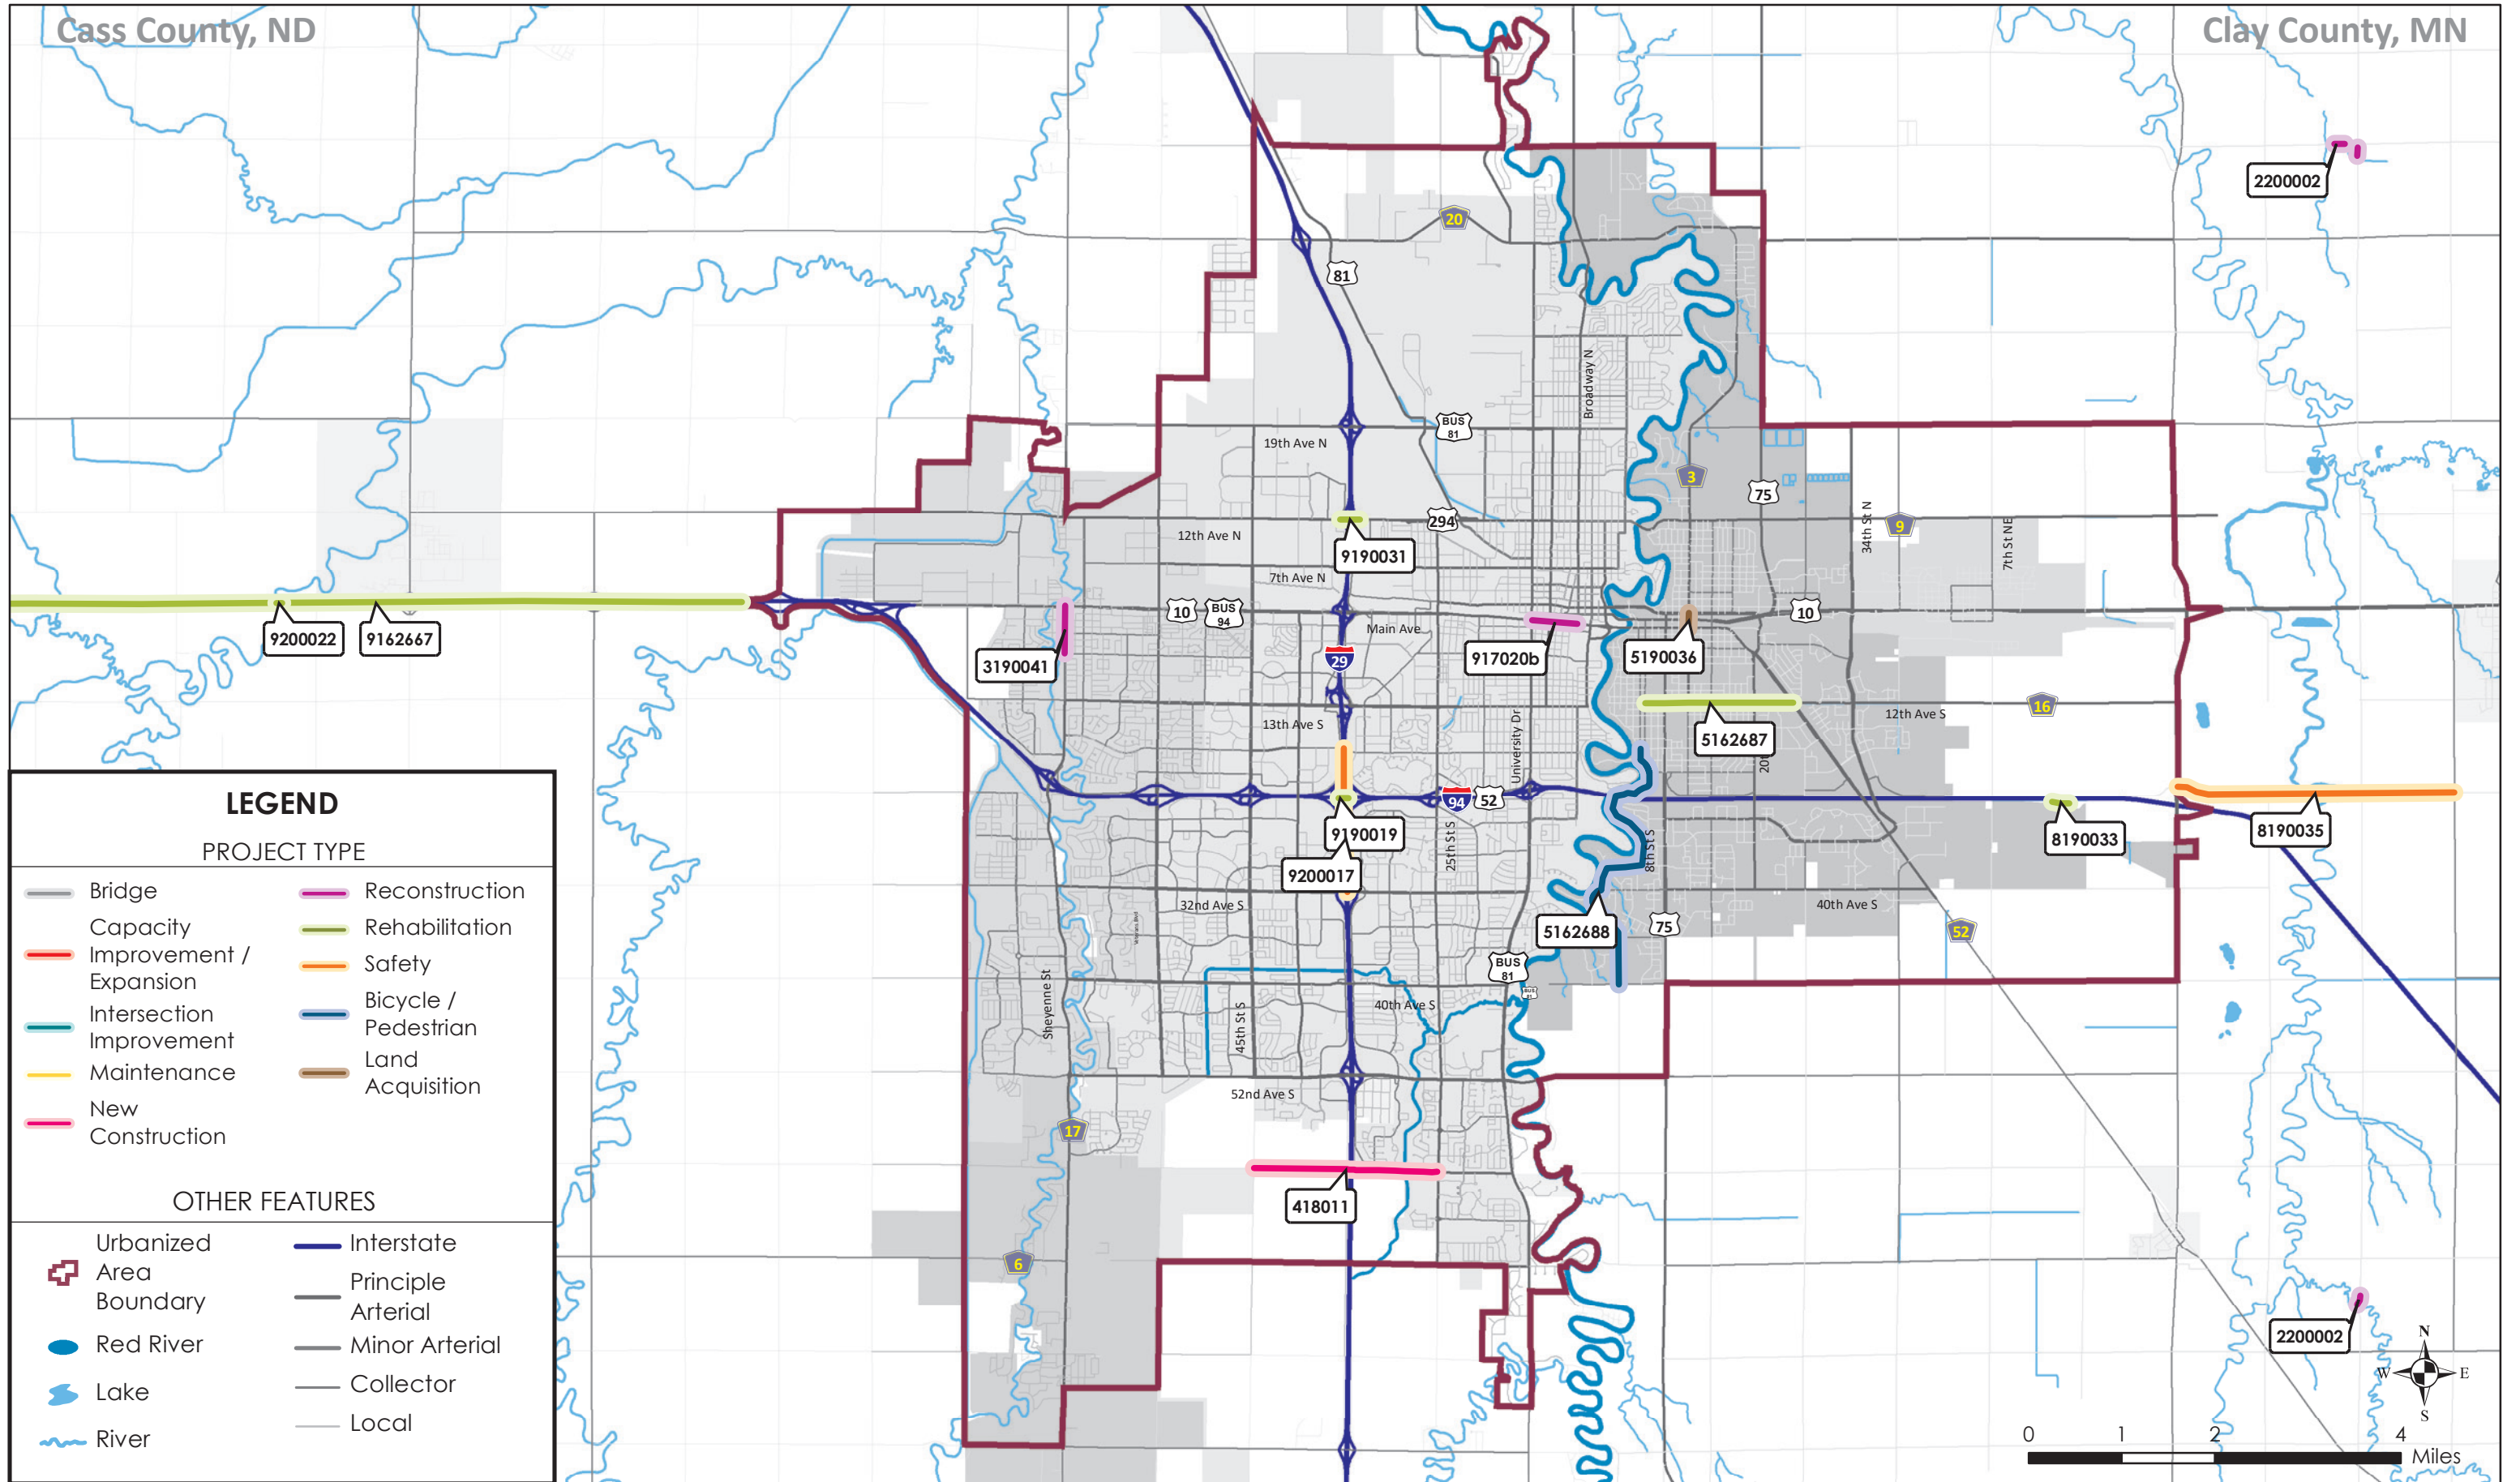 Cass County, ND
Clay County, MN
2200002
20
81
Broadway N
BUS
81
19th Ave N
3
75
294
34th St N
9
7th St NE
12th Ave N
9190031
7th Ave N
10
BUS
94
Main Ave
10
9200022
9162667
3190041
29
917020b
5190036
13th Ave S
University Dr
5162687
12th Ave S
16
20th
94
52
9190019
25th St S
8th St S
8190033
8190035
9200017
32nd Ave S
40th Ave S
5162688
75
52
BUS
81
BUS
81
Sheyenne St
45th St S
40th Ave S
52nd Ave S
17
418011
6
2200002
LEGEND
PROJECT TYPE
Bridge
Capacity
Improvement /
Expansion
Intersection
Improvement
Maintenance
New
Construction
Reconstruction
Rehabilitation
Safety
Bicycle /
Pedestrian
Land
Acquisition
OTHER FEATURES
Urbanized
Area
Boundary
Red River
Lake
River
Interstate
Principle
Arterial
Minor Arterial
Collector
Local
N
W
E
S
0
1
2
4
Miles